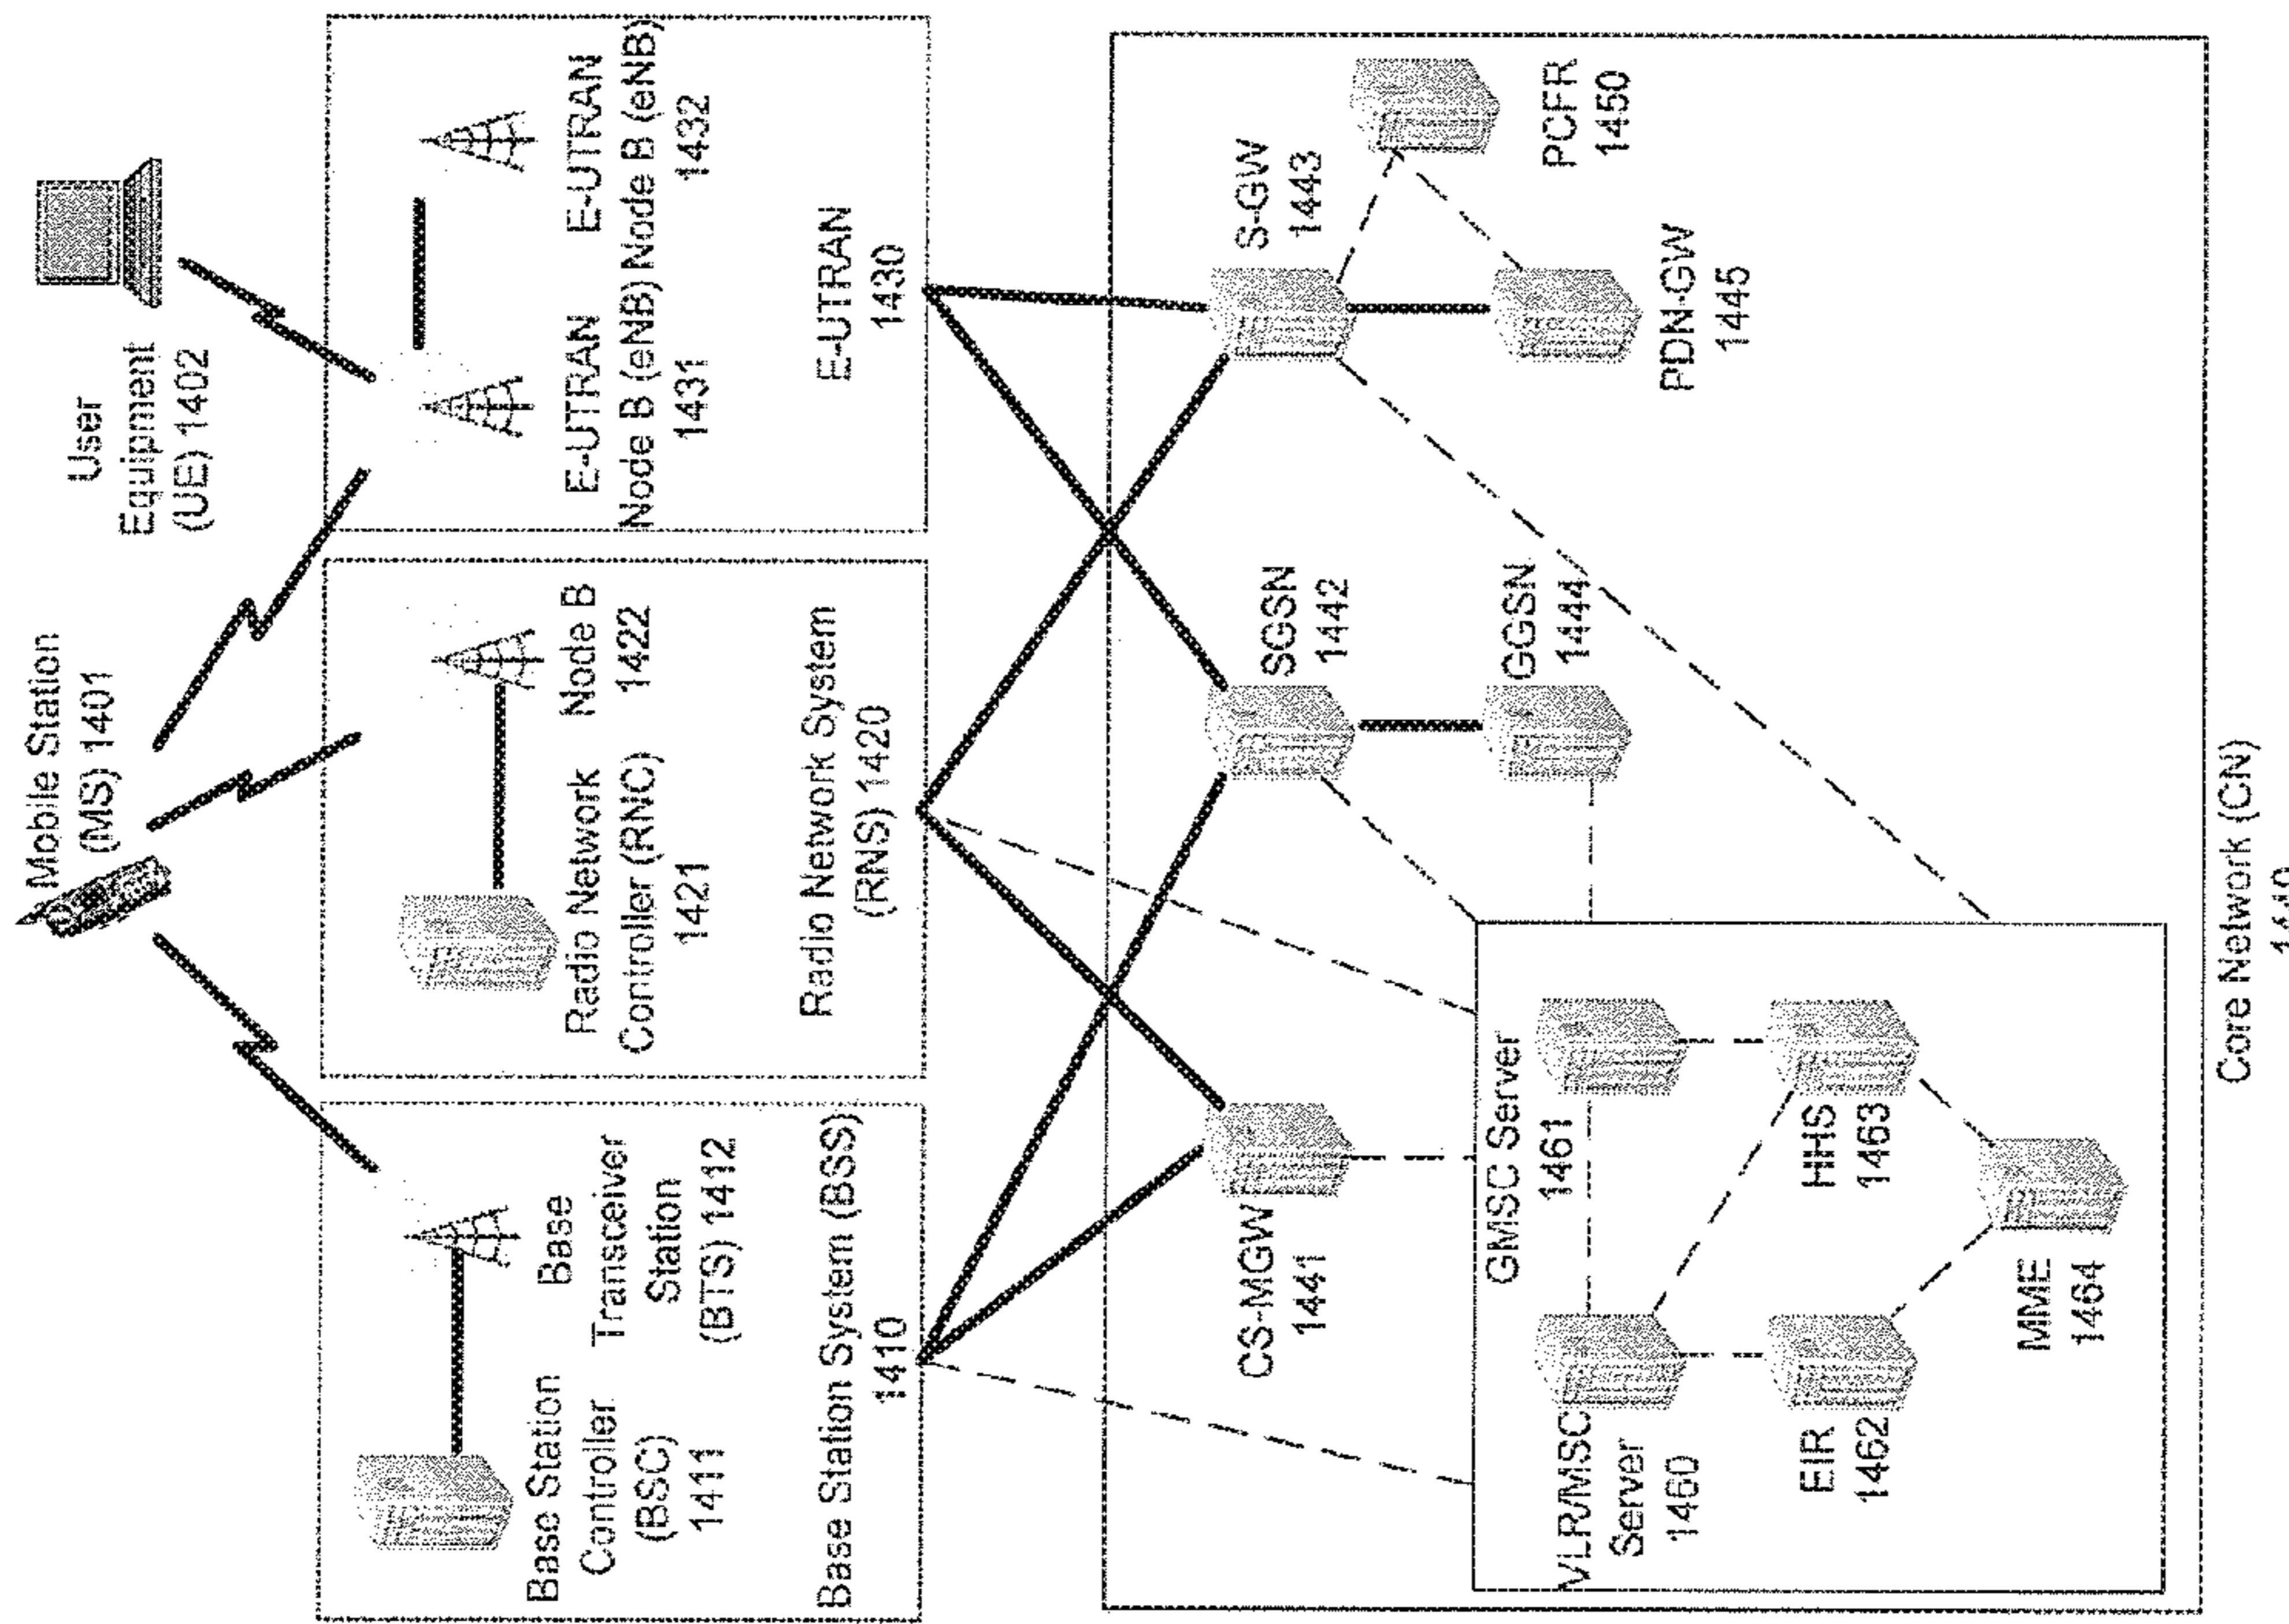 Mobile Station
(MS) 1401
User
Equipment
(UE) 1402
Base Station
Controller
(BSC)
1411
Base
Transceiver
Station
(BTS) 1412
Base Station System (BSS)
1410
Radio Network
Controller (RNC)
1421
Node B
1422
Radio Network System
(RNS) 1420
E-UTRAN
Node B (eNB)
1431
E-UTRAN
Node B (eNB)
1432
E-UTRAN
1430
CS-MGW
1441
SGSN
1442
GGSN
1444
S-GW
1443
PDN-GW
1445
PCFR
1450
VLR/MSC
Server
1460
GMSC Server
1461
EIR
1462
HHS
1463
MME
1464
Core Network (CN)